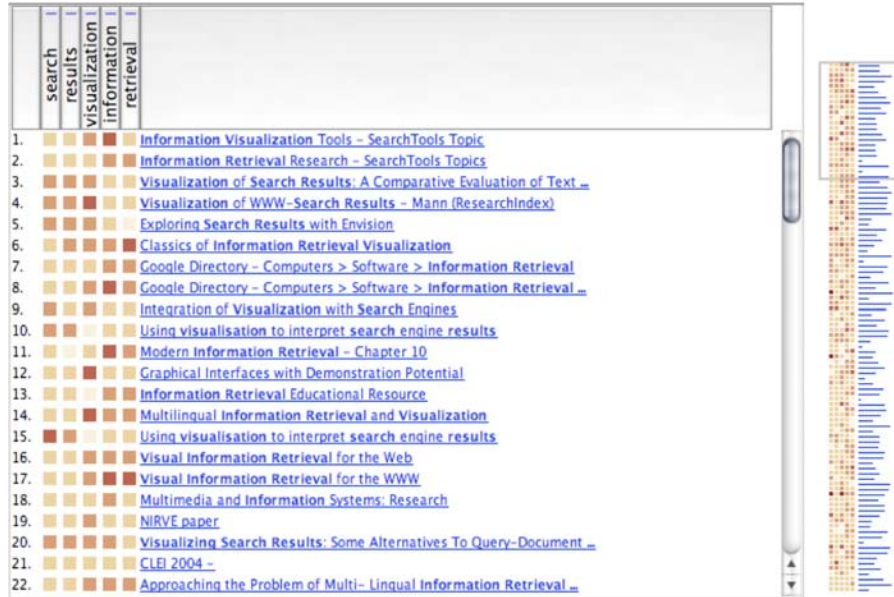 search
results
visualization
information
retrieval
1. Information Visualization Tools – SearchTools Topic
2. Information Retrieval Research – SearchTools Topics
3. Visualization of Search Results: A Comparative Evaluation of Text ...
4. Visualization of WWW-Search Results – Mann (ResearchIndex)
5. Exploring Search Results with Envision
6. Classics of Information Retrieval Visualization
7. Google Directory – Computers > Software > Information Retrieval
8. Google Directory – Computers > Software > Information Retrieval ...
9. Integration of Visualization with Search Engines
10. Using visualisation to interpret search engine results
11. Modern Information Retrieval – Chapter 10
12. Graphical Interfaces with Demonstration Potential
13. Information Retrieval Educational Resource
14. Multilingual Information Retrieval and Visualization
15. Using visualisation to interpret search engine results
16. Visual Information Retrieval for the Web
17. Visual Information Retrieval for the WWW
18. Multimedia and Information Systems: Research
19. NIRVE paper
20. Visualizing Search Results: Some Alternatives To Query-Document ...
21. CLEI 2004 –
22. Approaching the Problem of Multi- Lingual Information Retrieval ...